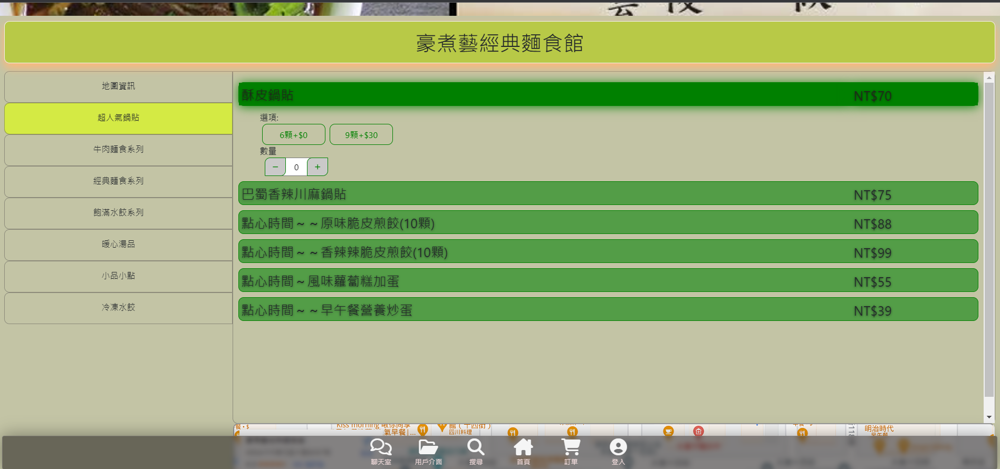 豪煮藝經典麵食館
地圖資訊
超人氣鍋貼
牛肉麵食系列
經典麵食系列
飽滿水餃系列
暖心湯品
小品小點
冷凍水餃
酥皮鍋貼 NT$70
選項:
6顆+$0 9顆+$30
數量
− 0 +
巴蜀香辣川麻鍋貼 NT$75
點心時間～～原味脆皮煎餃(10顆) NT$88
點心時間～～香辣辣脆皮煎餃(10顆) NT$99
點心時間～風味蘿蔔糕加蛋 NT$55
點心時間～～早午餐營養炒蛋 NT$39
Kiss morning
氣早餐|...
四川料理
明治時代
聊天室 用戶介面 搜尋 首頁 訂單 登入